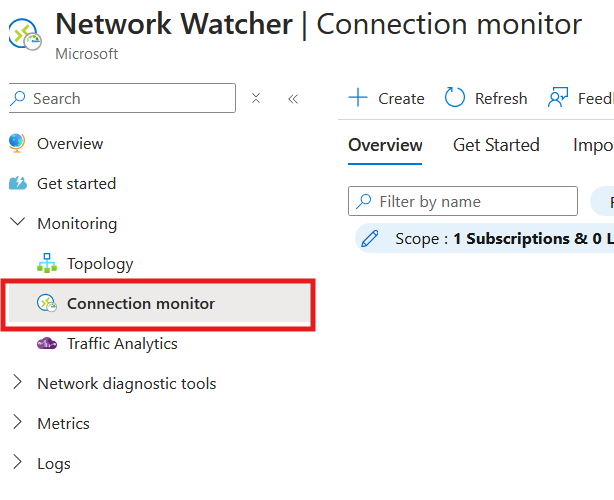 Network Watcher | Connection monitor
Microsoft
Search
Create Refresh Feed
Overview
Overview Get Started Impo
Get started
Filter by name F
Monitoring
Scope : 1 Subscriptions & 0 L
Topology
Connection monitor
Traffic Analytics
Network diagnostic tools
Metrics
Logs